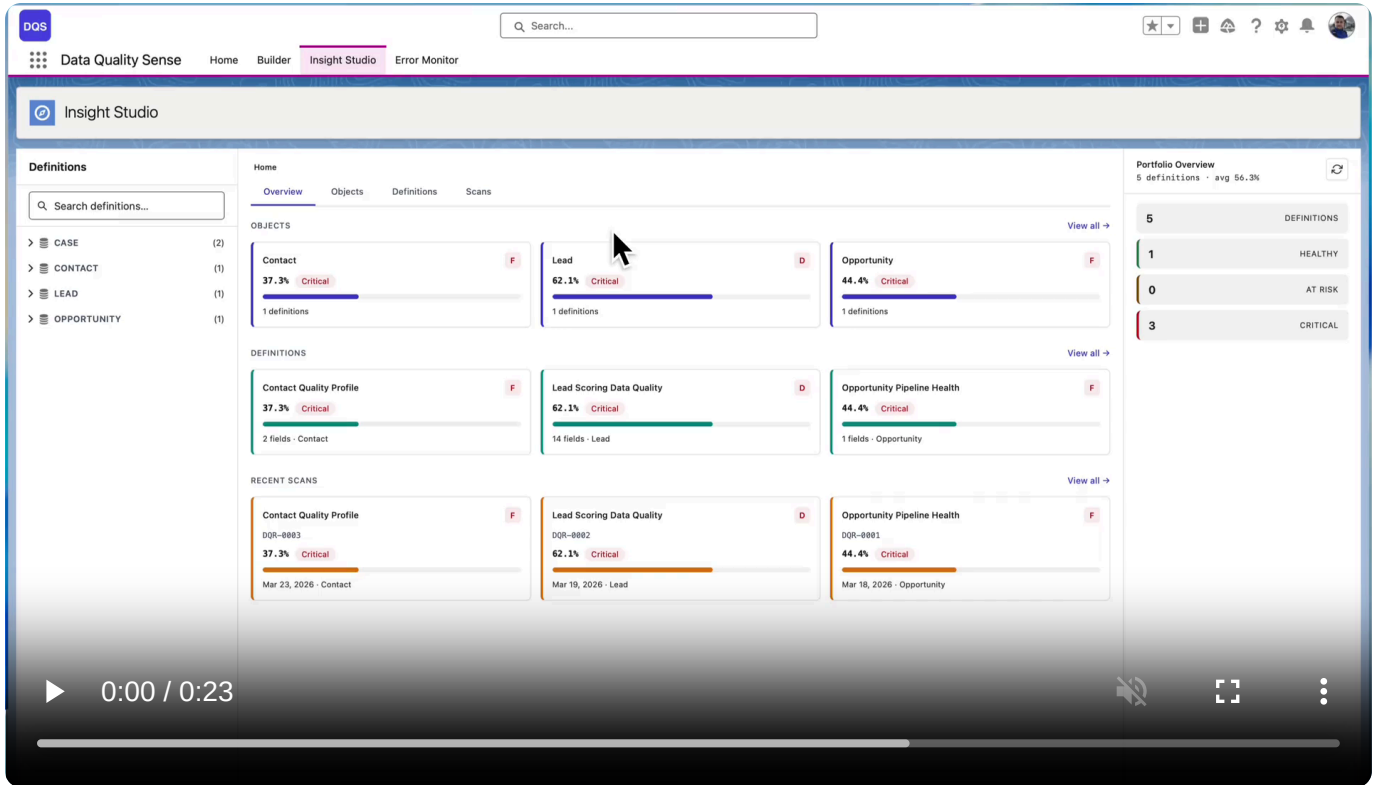 DQS
Search...
Data Quality Sense
Home
Builder
Insight Studio
Error Monitor
Insight Studio
Definitions
Search definitions...
CASE (2)
CONTACT (1)
LEAD (1)
OPPORTUNITY (1)
Home
Overview
Objects
Definitions
Scans
OBJECTS
View all →
Contact F
37.3% Critical
1 definitions
Lead D
62.1% Critical
1 definitions
Opportunity F
44.4% Critical
1 definitions
DEFINITIONS
View all →
Contact Quality Profile F
37.3% Critical
2 fields · Contact
Lead Scoring Data Quality D
62.1% Critical
14 fields · Lead
Opportunity Pipeline Health F
44.4% Critical
1 fields · Opportunity
RECENT SCANS
View all →
Contact Quality Profile F
DQR-0003
37.3% Critical
Mar 23, 2026 · Contact
Lead Scoring Data Quality D
DQR-0002
62.1% Critical
Mar 19, 2026 · Lead
Opportunity Pipeline Health F
DQR-0001
44.4% Critical
Mar 18, 2026 · Opportunity
Portfolio Overview
5 definitions · avg 56.3%
5 DEFINITIONS
1 HEALTHY
0 AT RISK
3 CRITICAL
0:00 / 0:23